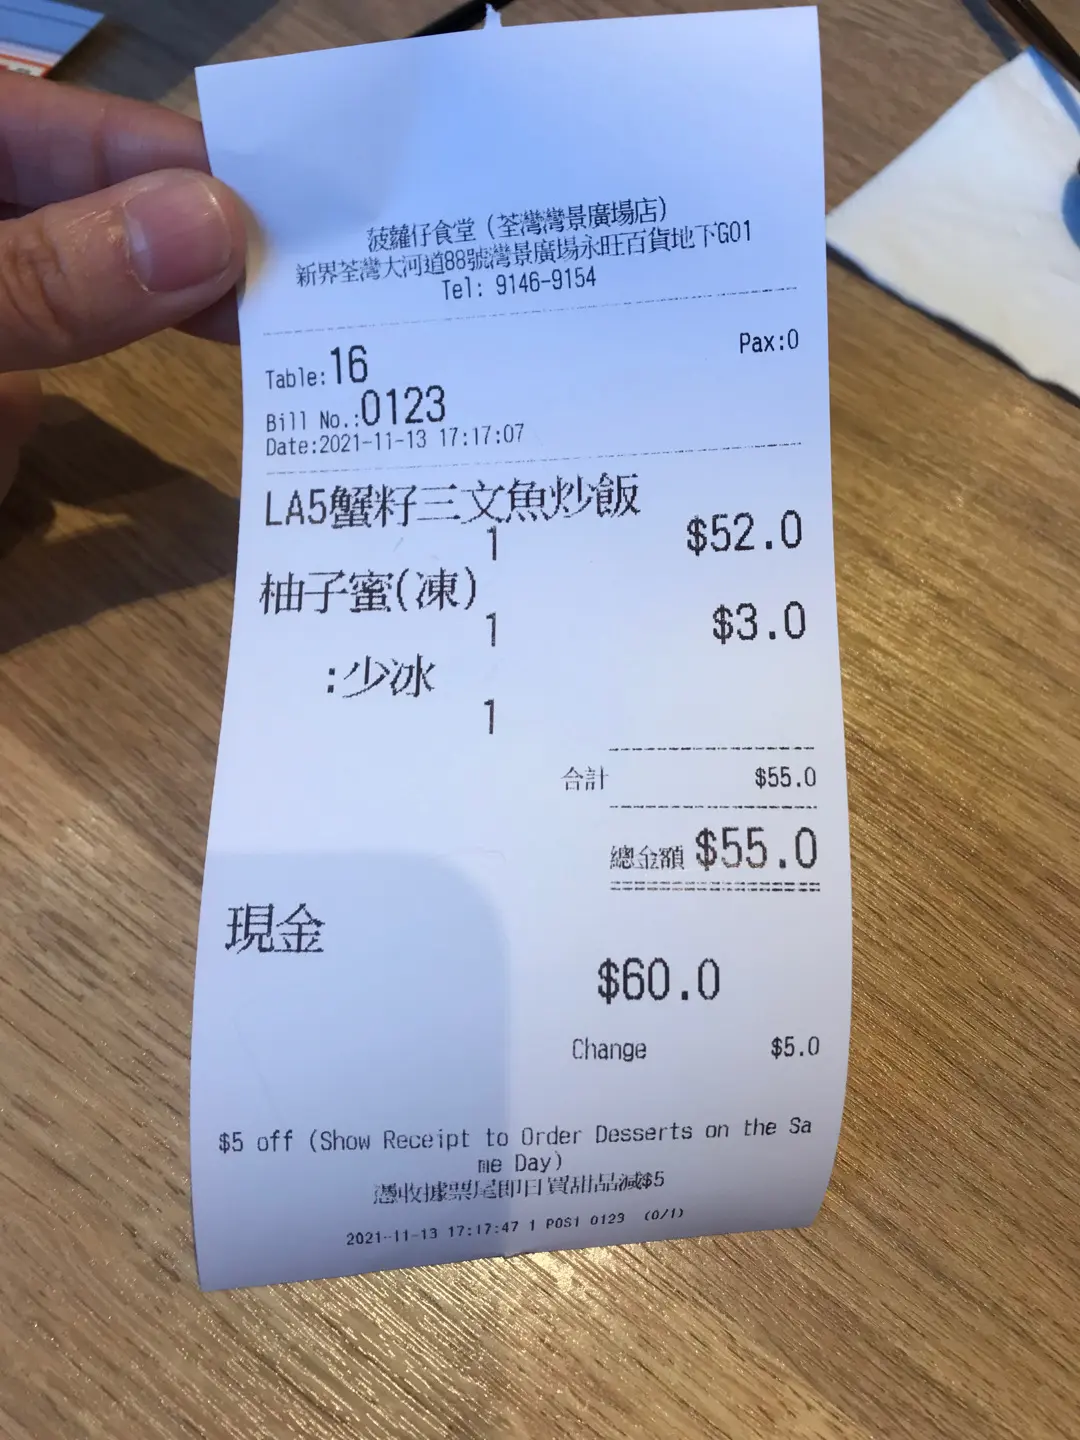 菠蘿仔食堂 (荃灣灣景廣場店)
新界荃灣大河道88號灣景廣場永旺百貨地下G01
Tel: 9146-9154
Table:16 Pax:0
Bill No.:0123
Date:2021-11-13 17:17:07
LA5蟹籽三文魚炒飯
1 $52.0
柚子蜜(凍)
1 $3.0
:少冰
1
合計 $55.0
總金額 $55.0
現金
$60.0
Change $5.0
$5 off (Show Receipt to Order Desserts on the Sa
me Day)
憑收據票尾即日買甜品減$5
2021-11-13 17:17:47 1 POS1 0123 (0/1)